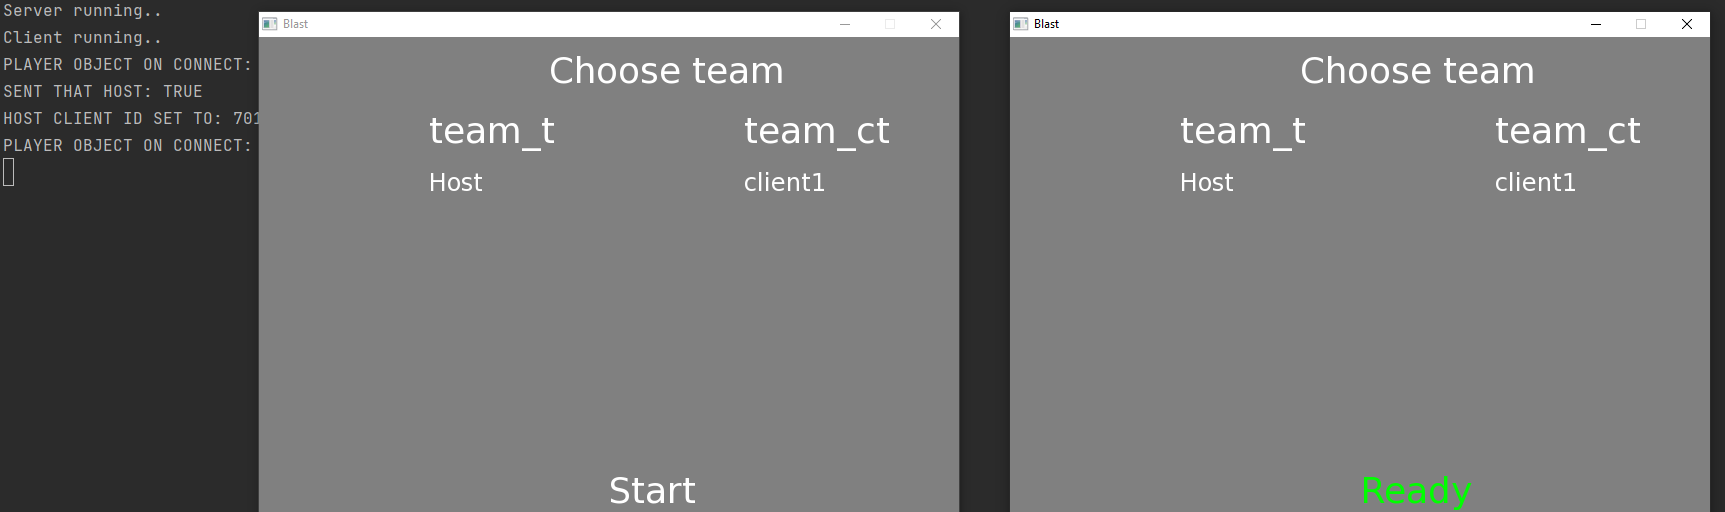 Server running..
Client running..
PLAYER OBJECT ON CONNECT:
SENT THAT HOST: TRUE
HOST CLIENT ID SET TO: 701
PLAYER OBJECT ON CONNECT:
Blast
Choose team
team_t team_ct
Host client1
Start
Blast
Choose team
team_t team_ct
Host client1
Ready